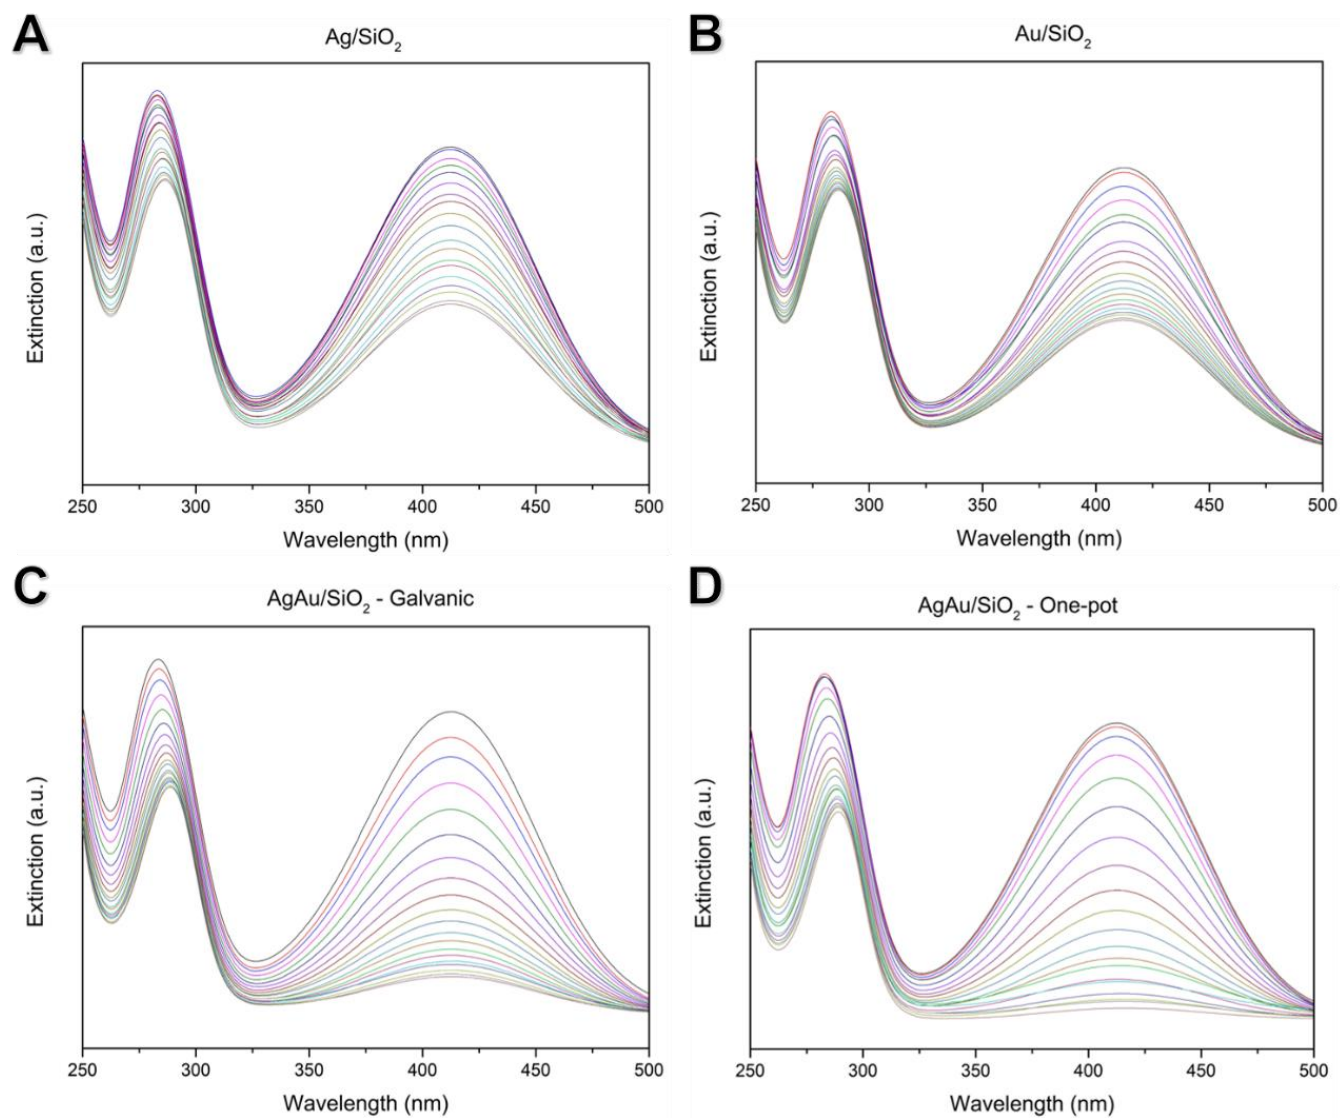 A
Ag/SiO₂
Extinction (a.u.)
250 300 350 400 450 500
Wavelength (nm)
B
Au/SiO₂
Extinction (a.u.)
250 300 350 400 450 500
Wavelength (nm)
C
AgAu/SiO₂ - Galvanic
Extinction (a.u.)
250 300 350 400 450 500
Wavelength (nm)
D
AgAu/SiO₂ - One-pot
Extinction (a.u.)
250 300 350 400 450 500
Wavelength (nm)